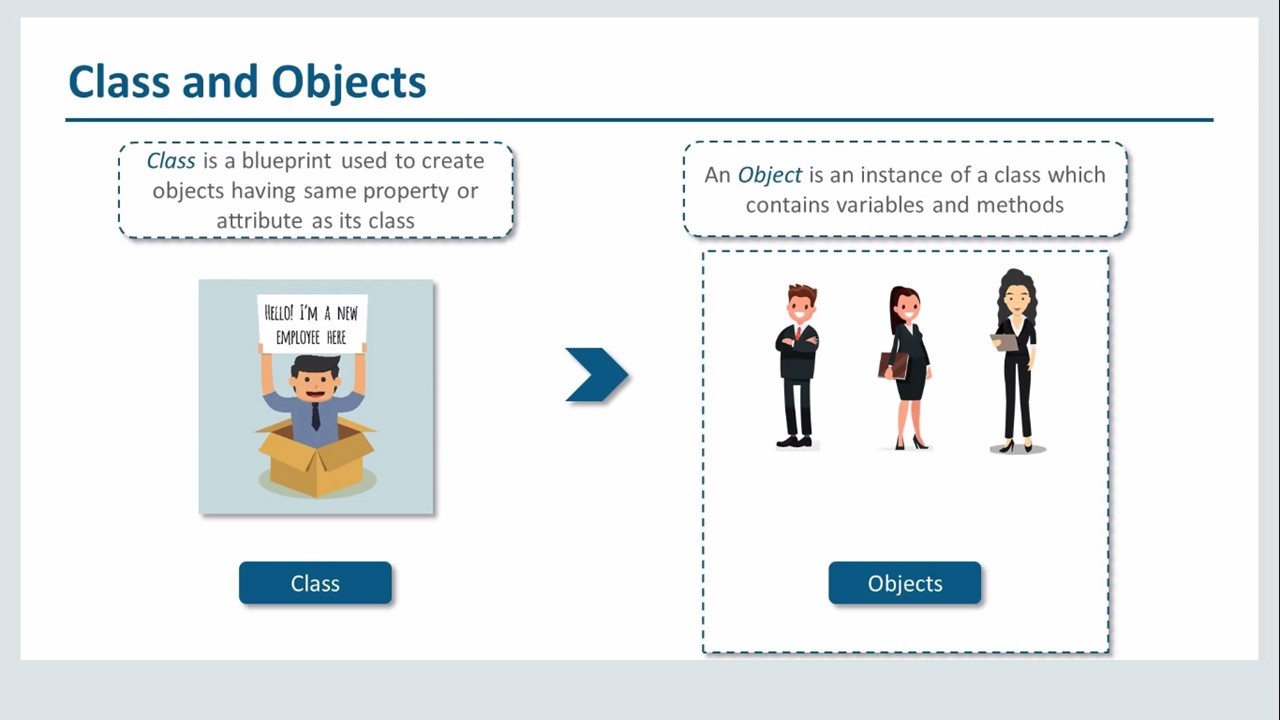 Class and Objects
Class is a blueprint used to create
objects having same property or
attribute as its class
An Object is an instance of a class which
contains variables and methods
HELLO! I'M A NEW
EMPLOYEE HERE
Class
Objects